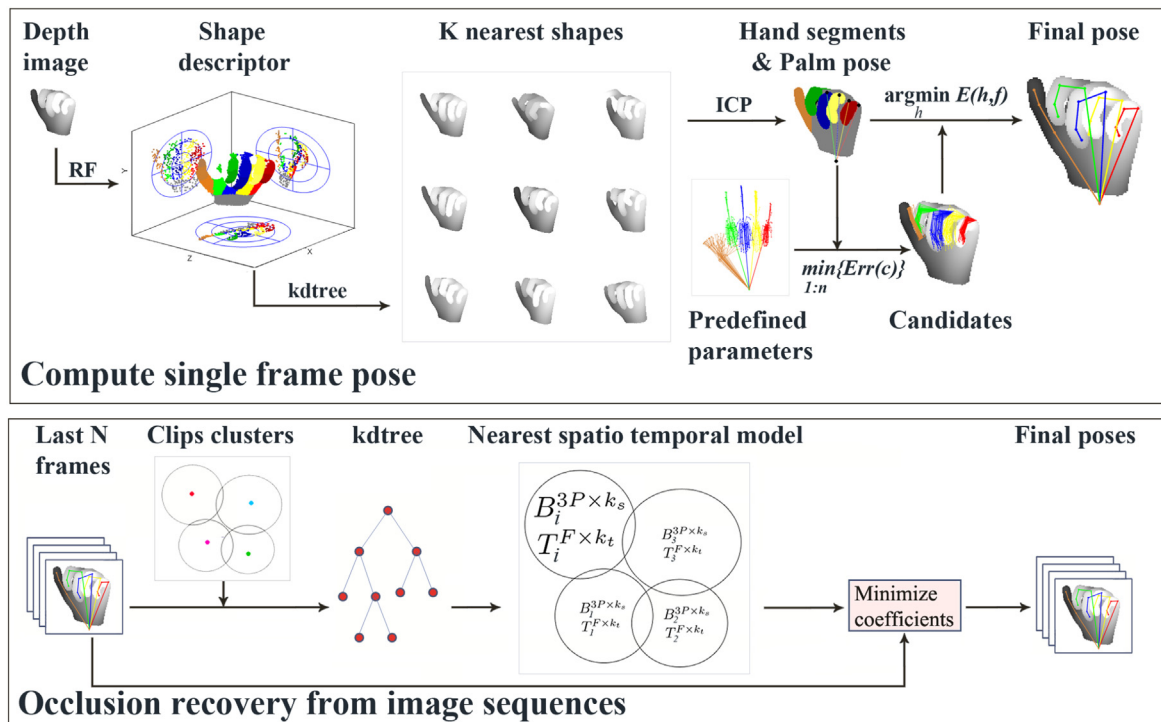 Depth
image
Shape
descriptor
K nearest shapes
Hand segments
& Palm pose
Final pose
RF
Y
Z
X
kdtree
ICP
argmin E(h,f)
h
min{Err(c)}
1:n
Predefined
parameters
Candidates
Compute single frame pose
Last N
frames
Clips clusters
kdtree
Nearest spatio temporal model
Final poses
B_i^{3P×k_s}
T_i^{F×k_t}
B_3^{3P×k_s}
T_3^{F×k_t}
B_1^{3P×k_s}
T_1^{F×k_t}
B_2^{3P×k_s}
T_2^{F×k_t}
Minimize
coefficients
Occlusion recovery from image sequences